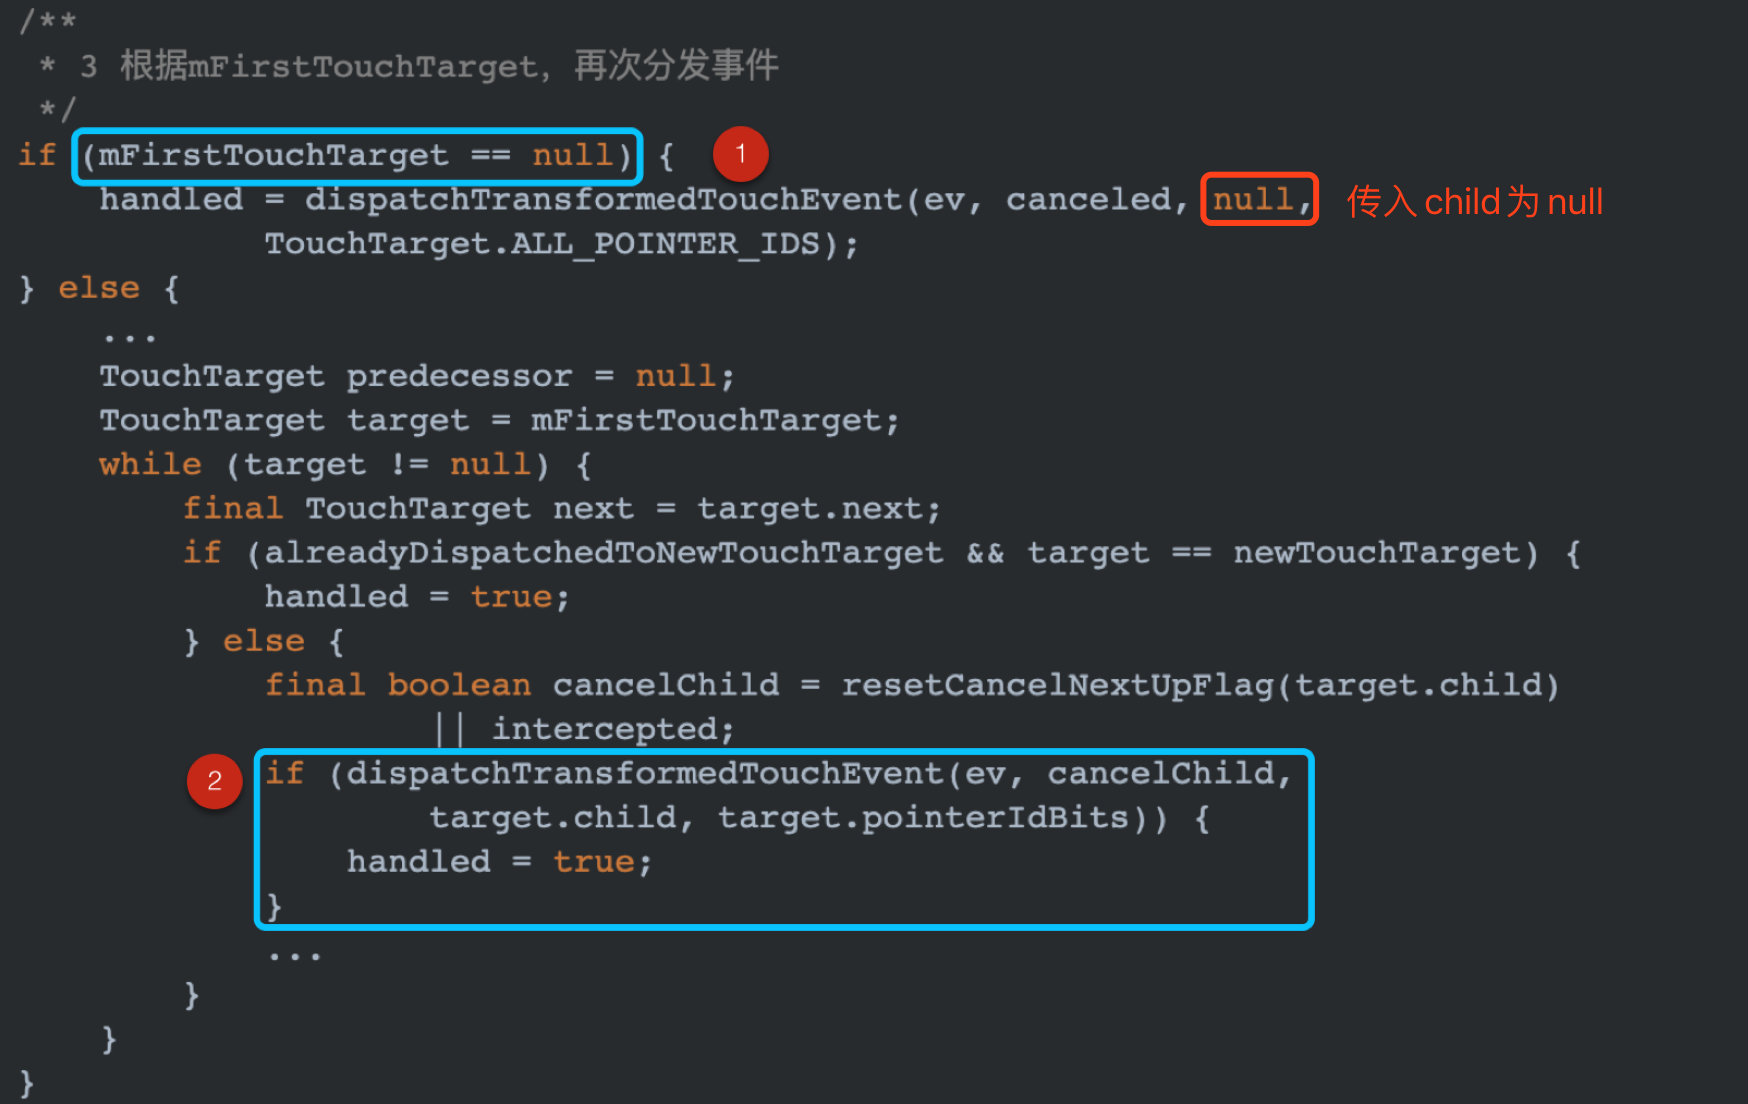 /**
 * 3 根据mFirstTouchTarget，再次分发事件
 */
if (mFirstTouchTarget == null) { 1
    handled = dispatchTransformedTouchEvent(ev, canceled, null, 传入 child 为 null
            TouchTarget.ALL_POINTER_IDS);
} else {
    ...
    TouchTarget predecessor = null;
    TouchTarget target = mFirstTouchTarget;
    while (target != null) {
        final TouchTarget next = target.next;
        if (alreadyDispatchedToNewTouchTarget && target == newTouchTarget) {
            handled = true;
        } else {
            final boolean cancelChild = resetCancelNextUpFlag(target.child)
                    || intercepted;
2           if (dispatchTransformedTouchEvent(ev, cancelChild,
                    target.child, target.pointerIdBits)) {
                handled = true;
            }
            ...
        }
    }
}